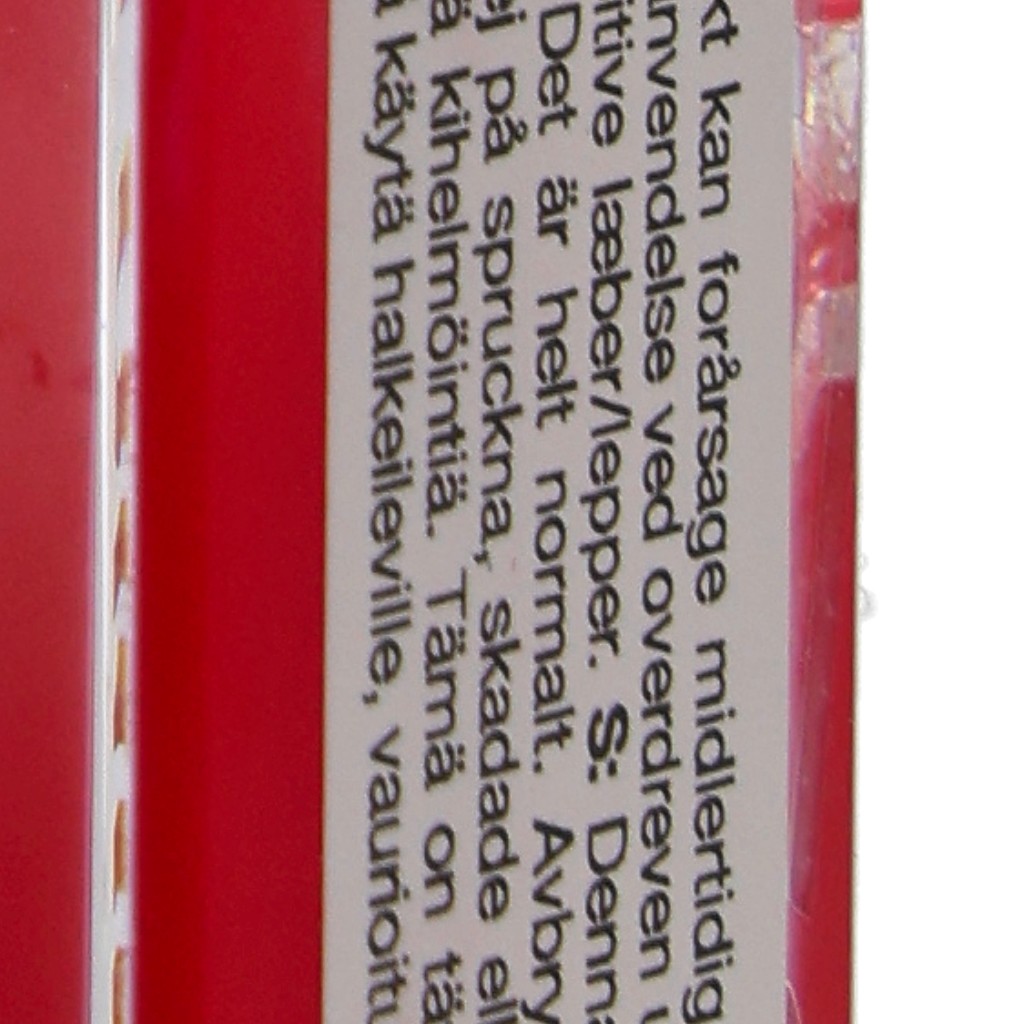 kt kan forårsage midlertidig
anvendelse ved overdreven
itive læber/lepper. S: Denna
Det är helt normalt. Avbry
ej på spruckna, skadade ell
ä kihelmöintiä. Tämä on tä
käytä halkeileville, vaurioitu